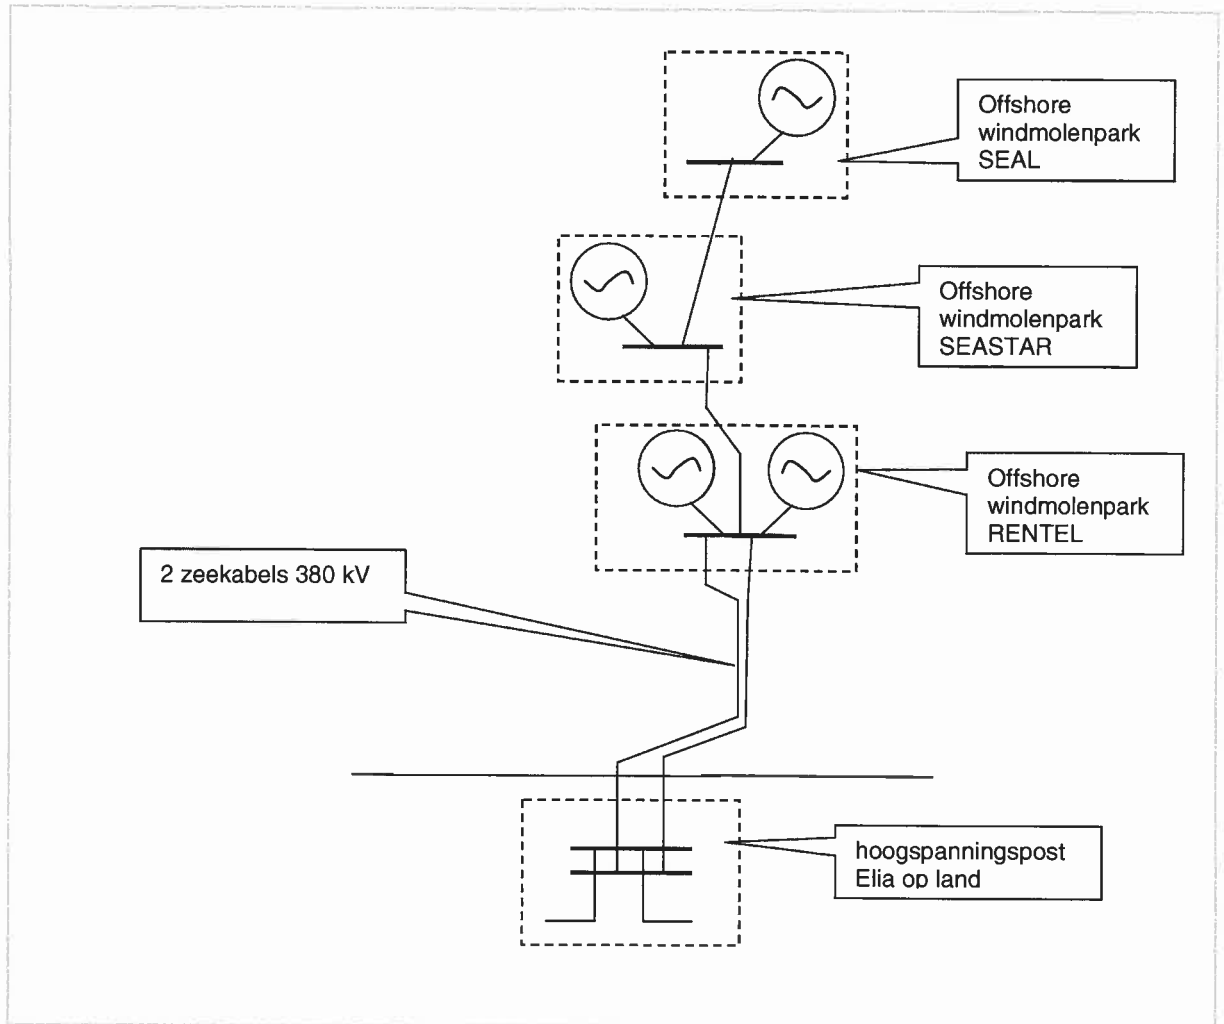 Offshore
windmolenpark
SEAL
Offshore
windmolenpark
SEASTAR
Offshore
windmolenpark
RENTEL
2 zeekabels 380 kV
hoogspanningspost
Elia op land